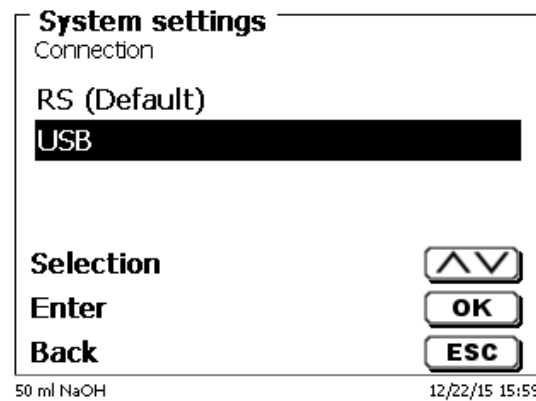 System settings
Connection
RS (Default)
USB
Selection
Enter OK
Back ESC
50 ml NaOH 12/22/15 15:59